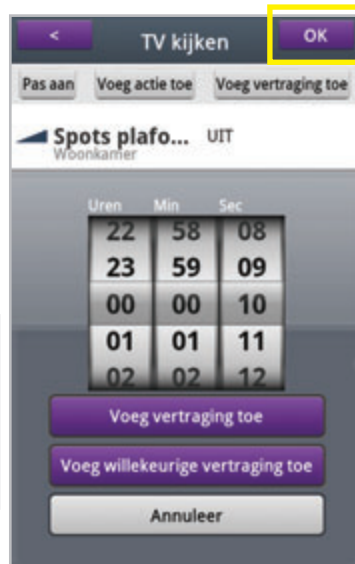 < TV kijken OK
Pas aan Voeg actie toe Voeg vertraging toe
Spots plafo... UIT
Woonkamer
Uren Min Sec
22 58 08
23 59 09
00 00 10
01 01 11
02 02 12
Voeg vertraging toe
Voeg willekeurige vertraging toe
Annuleer